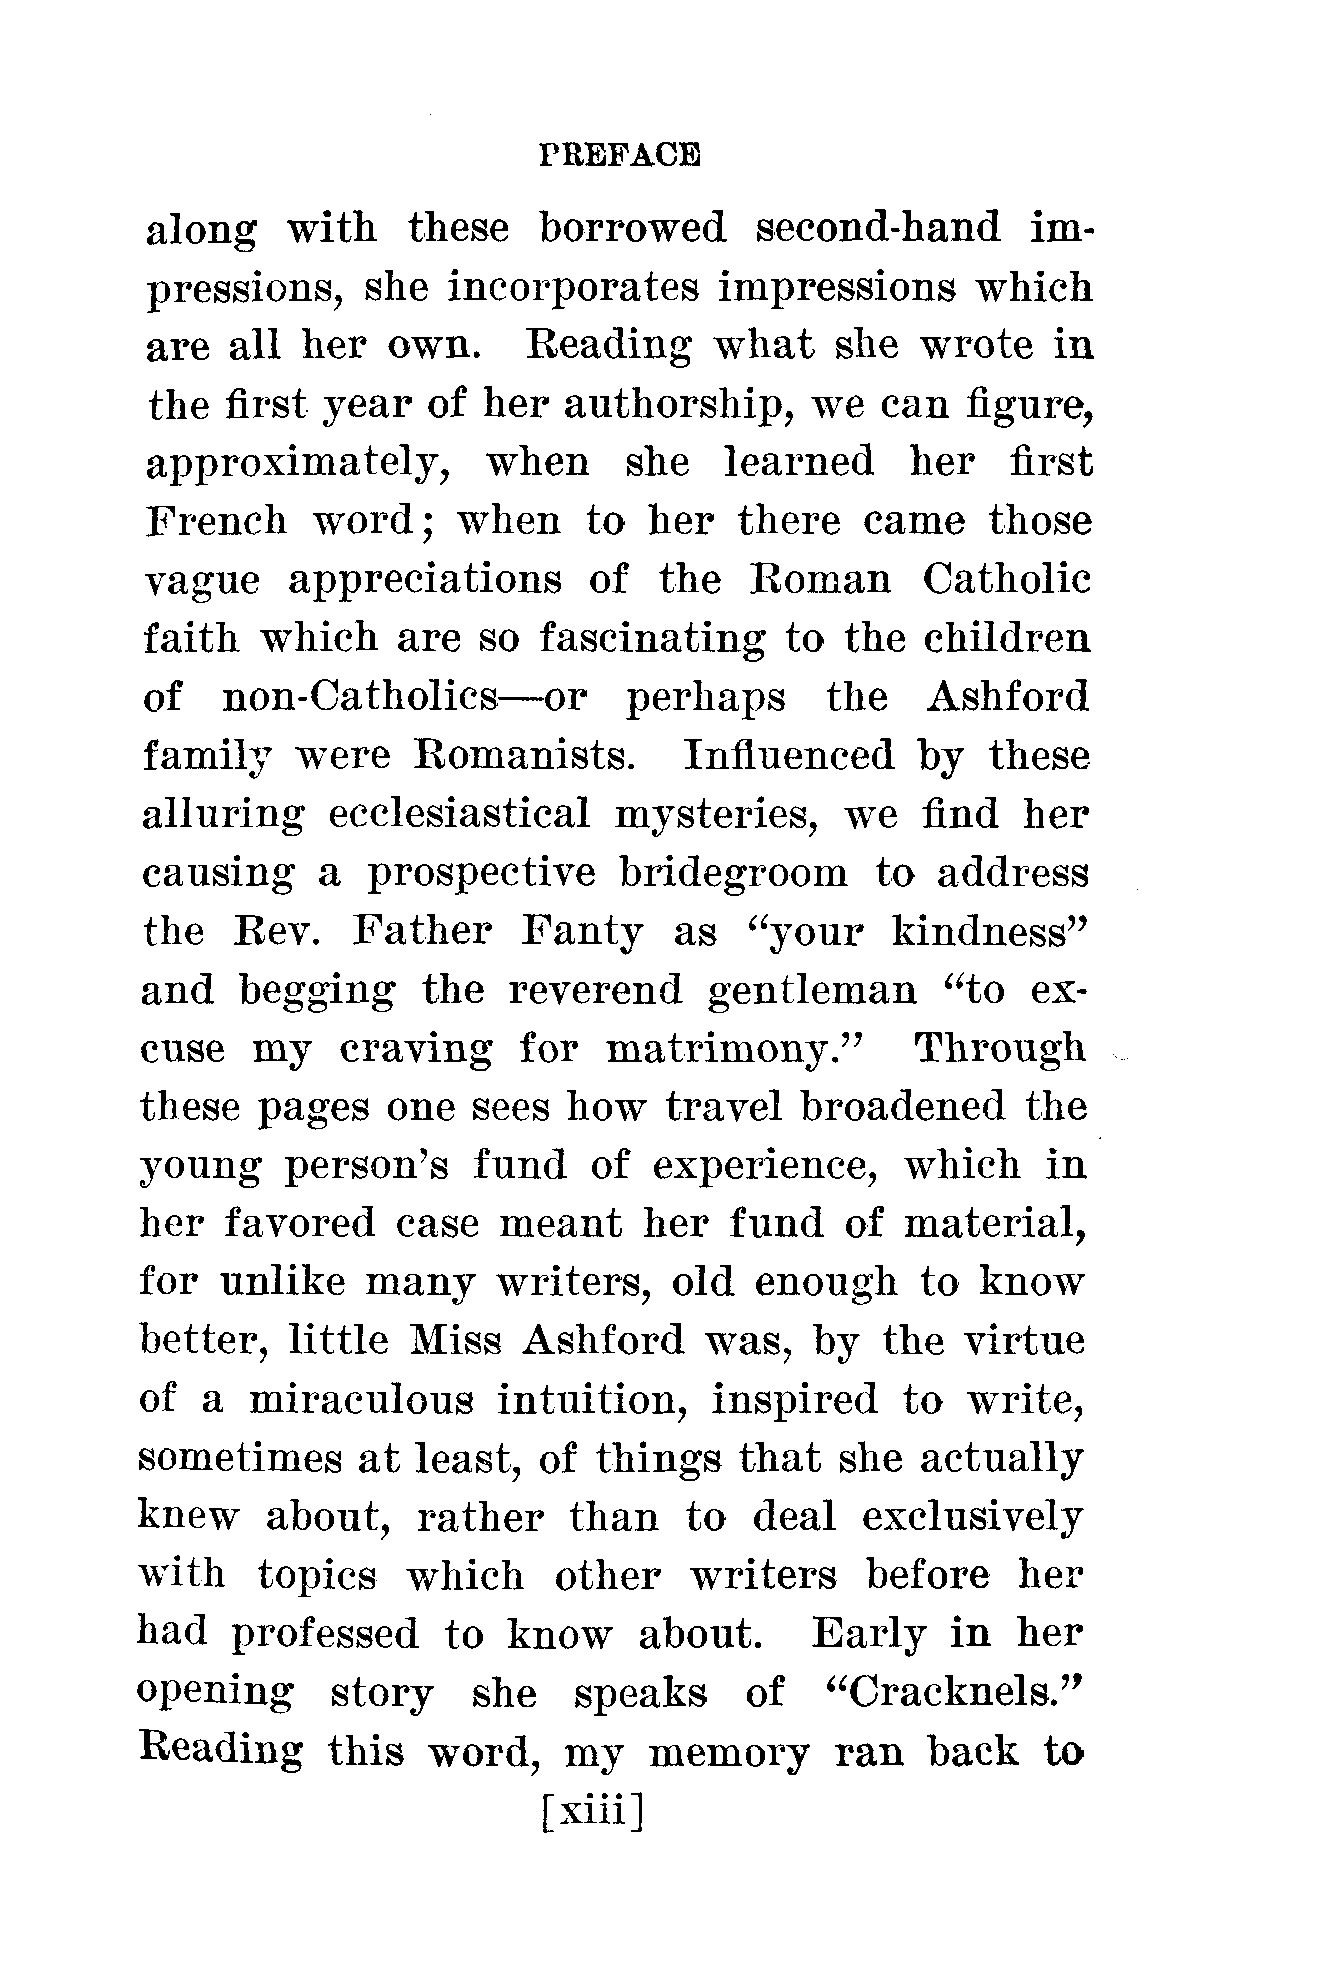 PREFACE
along with these borrowed second-hand im-
pressions, she incorporates impressions which
are all her own. Reading what she wrote in
the first year of her authorship, we can figure,
approximately, when she learned her first
French word; when to her there came those
vague appreciations of the Roman Catholic
faith which are so fascinating to the children
of non-Catholics—or perhaps the Ashford
family were Romanists. Influenced by these
alluring ecclesiastical mysteries, we find her
causing a prospective bridegroom to address
the Rev. Father Fanty as “your kindness”
and begging the reverend gentleman “to ex-
cuse my craving for matrimony.” Through
these pages one sees how travel broadened the
young person’s fund of experience, which in
her favored case meant her fund of material,
for unlike many writers, old enough to know
better, little Miss Ashford was, by the virtue
of a miraculous intuition, inspired to write,
sometimes at least, of things that she actually
knew about, rather than to deal exclusively
with topics which other writers before her
had professed to know about. Early in her
opening story she speaks of “Cracknels.”
Reading this word, my memory ran back to
[xiii]